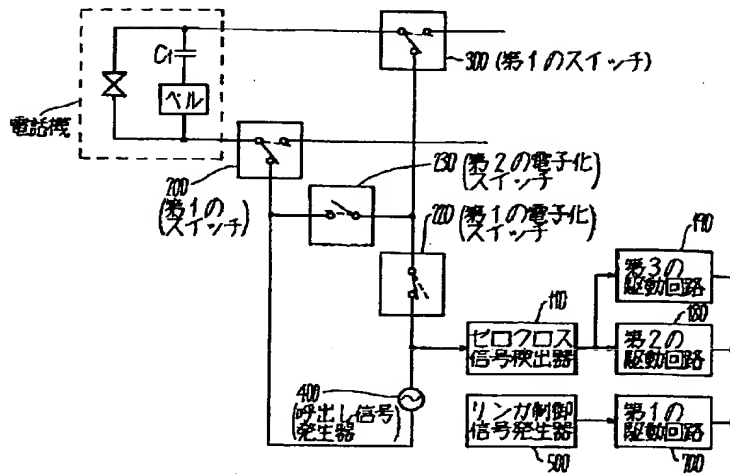 C1
ベル
電話機
300(第1のスイッチ)
200
(第1の
スイッチ)
230(第2の電子化
スイッチ)
220(第1の電子化
スイッチ)
110
ゼロクロス
信号検出器
190
第3の
駆動回路
180
第2の
駆動回路
400
(呼出し信号
発生器)
リンガ制御
信号発生器
500
第1の
駆動回路
700